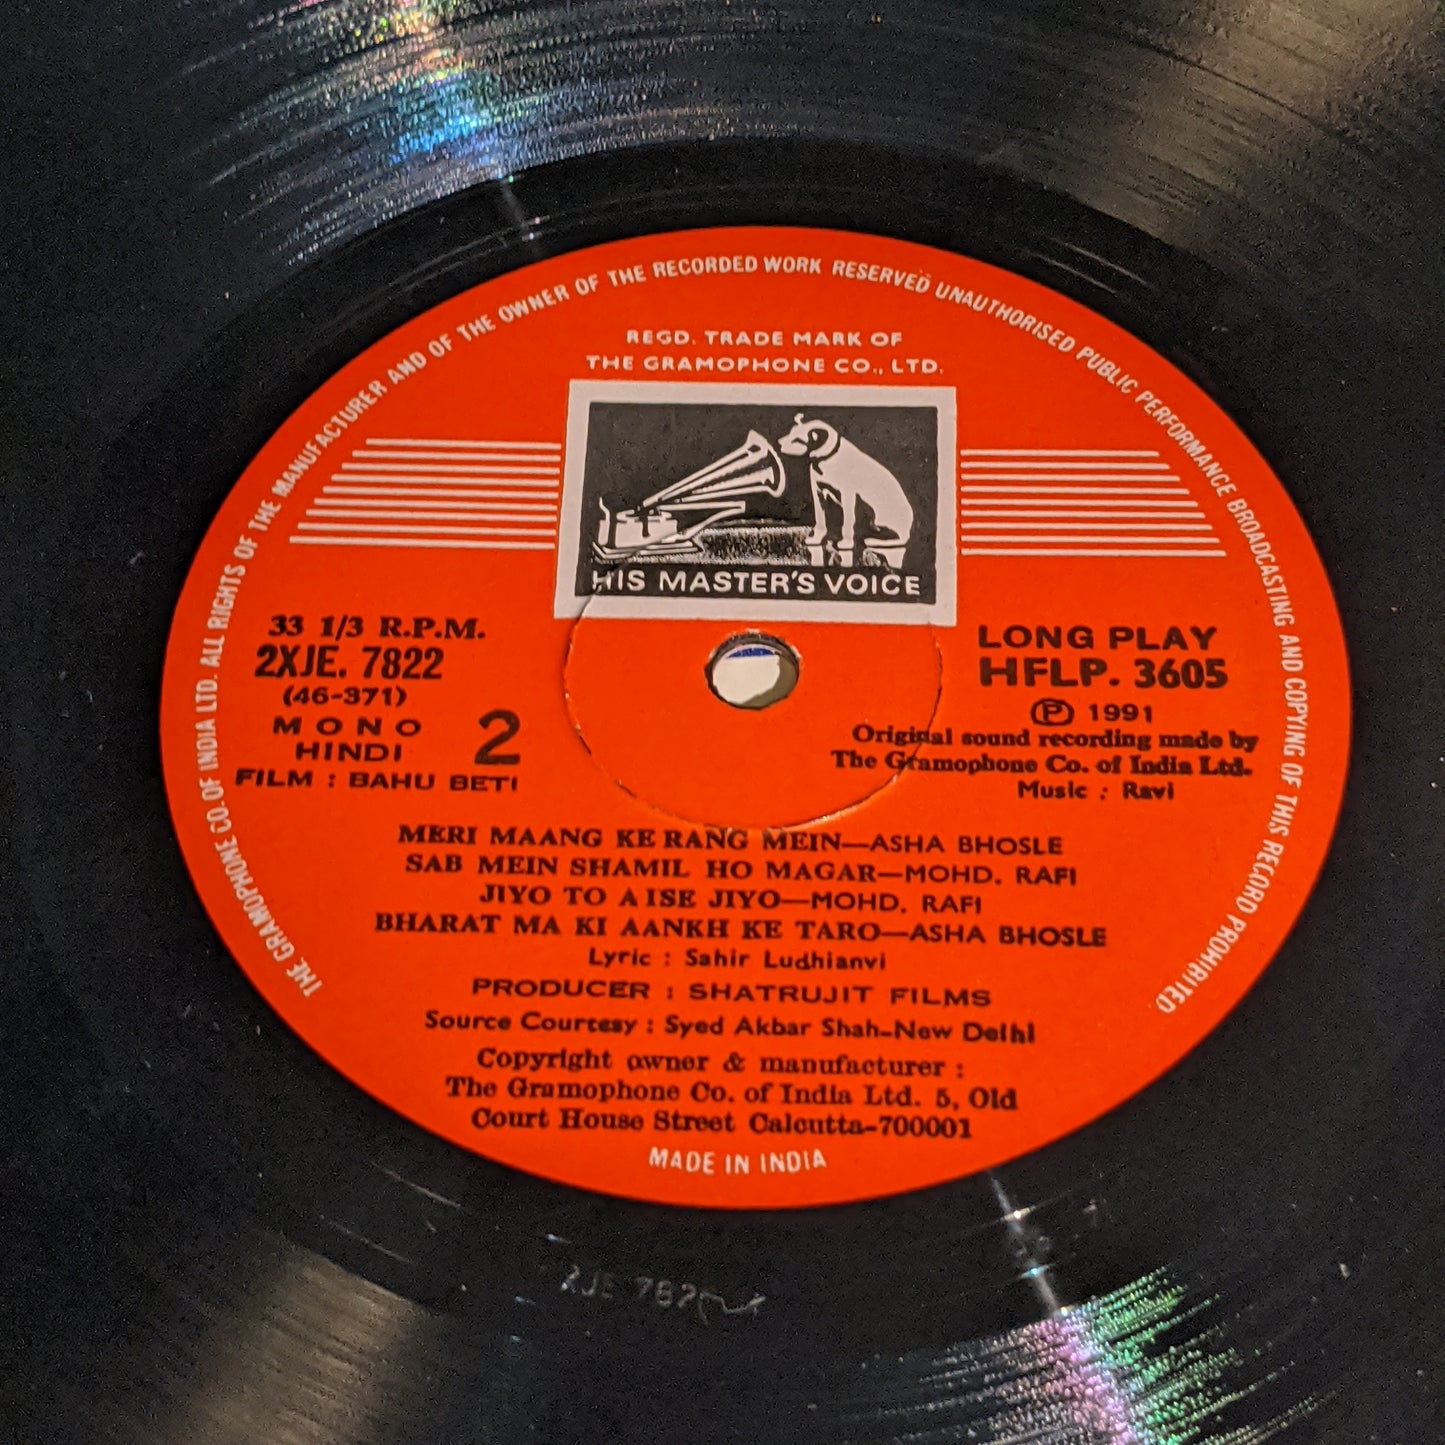 THE GRAMOPHONE CO. OF INDIA LTD. ALL RIGHTS OF THE MANUFACTURER AND OF THE OWNER OF THE RECORDED WORK RESERVED UNAUTHORISED PUBLIC PERFORMANCE BROADCASTING AND COPYING OF THIS RECORD PROHIBITED
REGD. TRADE MARK OF
THE GRAMOPHONE CO., LTD.
HIS MASTER'S VOICE
33 1/3 R.P.M.
2XJE. 7822
(46-371)
MONO
HINDI
2
FILM : BAHU BETI
LONG PLAY
HFLP. 3605
Ⓟ 1991
Original sound recording made by
The Gramophone Co. of India Ltd.
Music : Ravi
MERI MAANG KE RANG MEIN—ASHA BHOSLE
SAB MEIN SHAMIL HO MAGAR—MOHD. RAFI
JIYO TO AISE JIYO—MOHD. RAFI
BHARAT MA KI AANKH KE TARO—ASHA BHOSLE
Lyric : Sahir Ludhianvi
PRODUCER : SHATRUJIT FILMS
Source Courtesy : Syed Akbar Shah-New Delhi
Copyright owner & manufacturer :
The Gramophone Co. of India Ltd. 5, Old
Court House Street Calcutta-700001
MADE IN INDIA